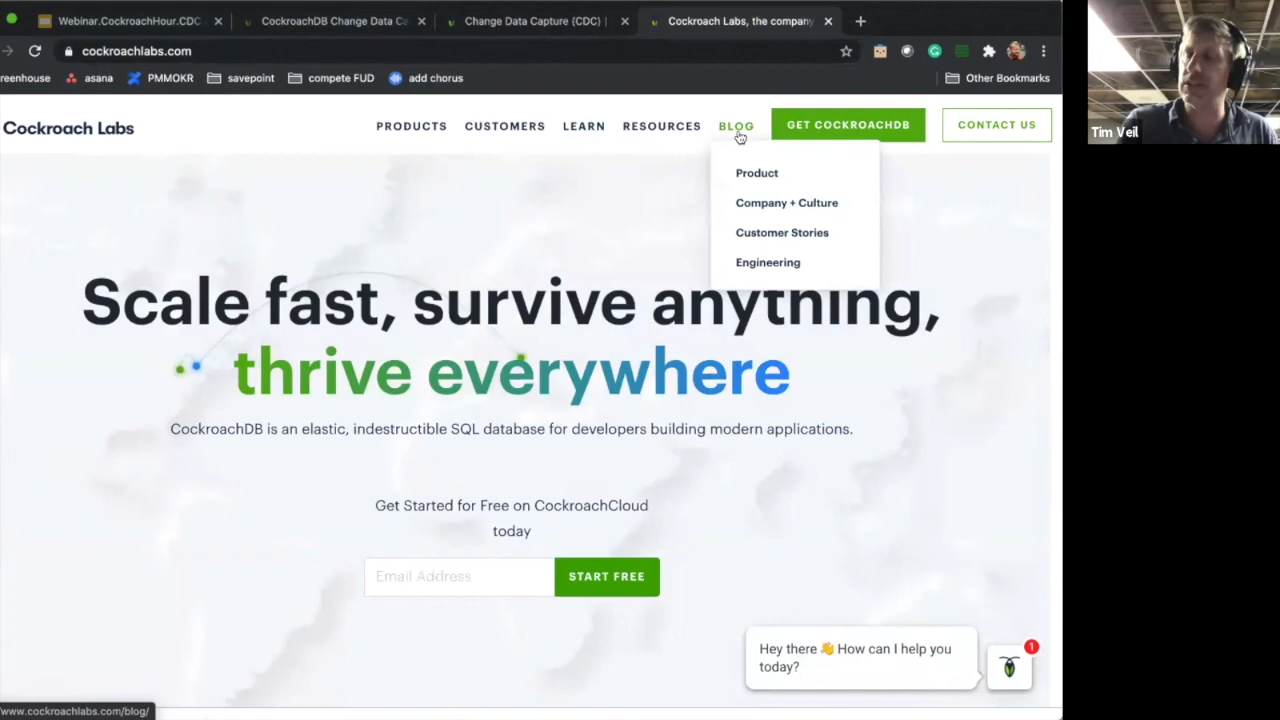 Webinar.CockroachHour.CDC
CockroachDB Change Data Ca
Change Data Capture (CDC) |
Cockroach Labs, the company
cockroachlabs.com
reenhouse
asana
PMMOKR
savepoint
compete FUD
add chorus
Other Bookmarks
Cockroach Labs
PRODUCTS
CUSTOMERS
LEARN
RESOURCES
BLOG
GET COCKROACHDB
CONTACT US
Tim Veil
Product
Company + Culture
Customer Stories
Engineering
Scale fast, survive anything,
thrive everywhere
CockroachDB is an elastic, indestructible SQL database for developers building modern applications.
Get Started for Free on CockroachCloud
today
Email Address
START FREE
Hey there 👋 How can I help you
today?
1
www.cockroachlabs.com/blog/